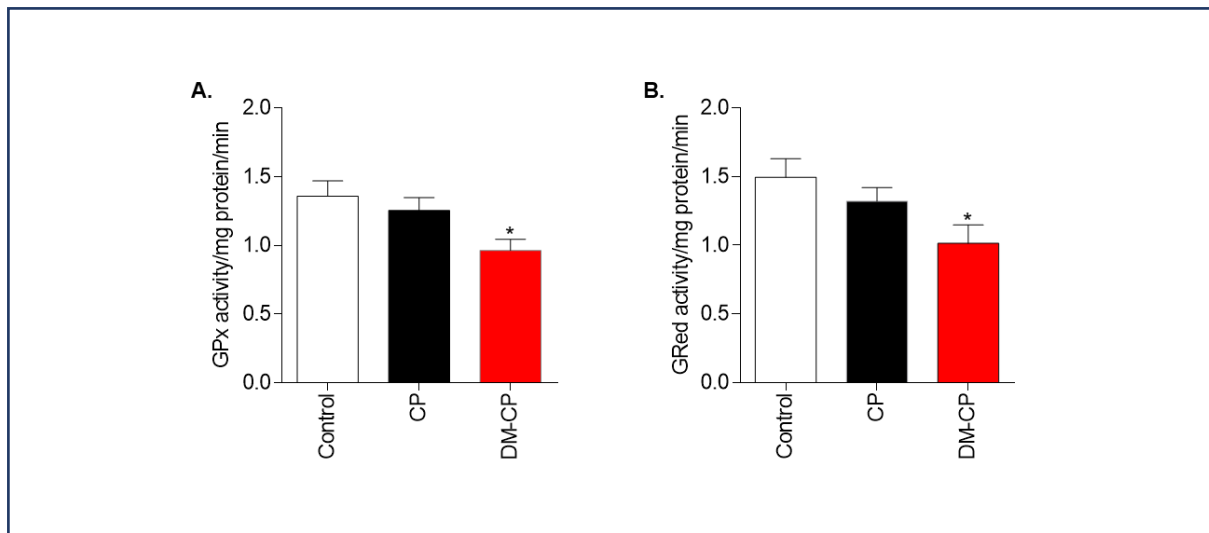 A.
GPx activity/mg protein/min
2.0
1.5
1.0
0.5
0.0
*
Control
CP
DM-CP
B.
GRed activity/mg protein/min
2.0
1.5
1.0
0.5
0.0
*
Control
CP
DM-CP